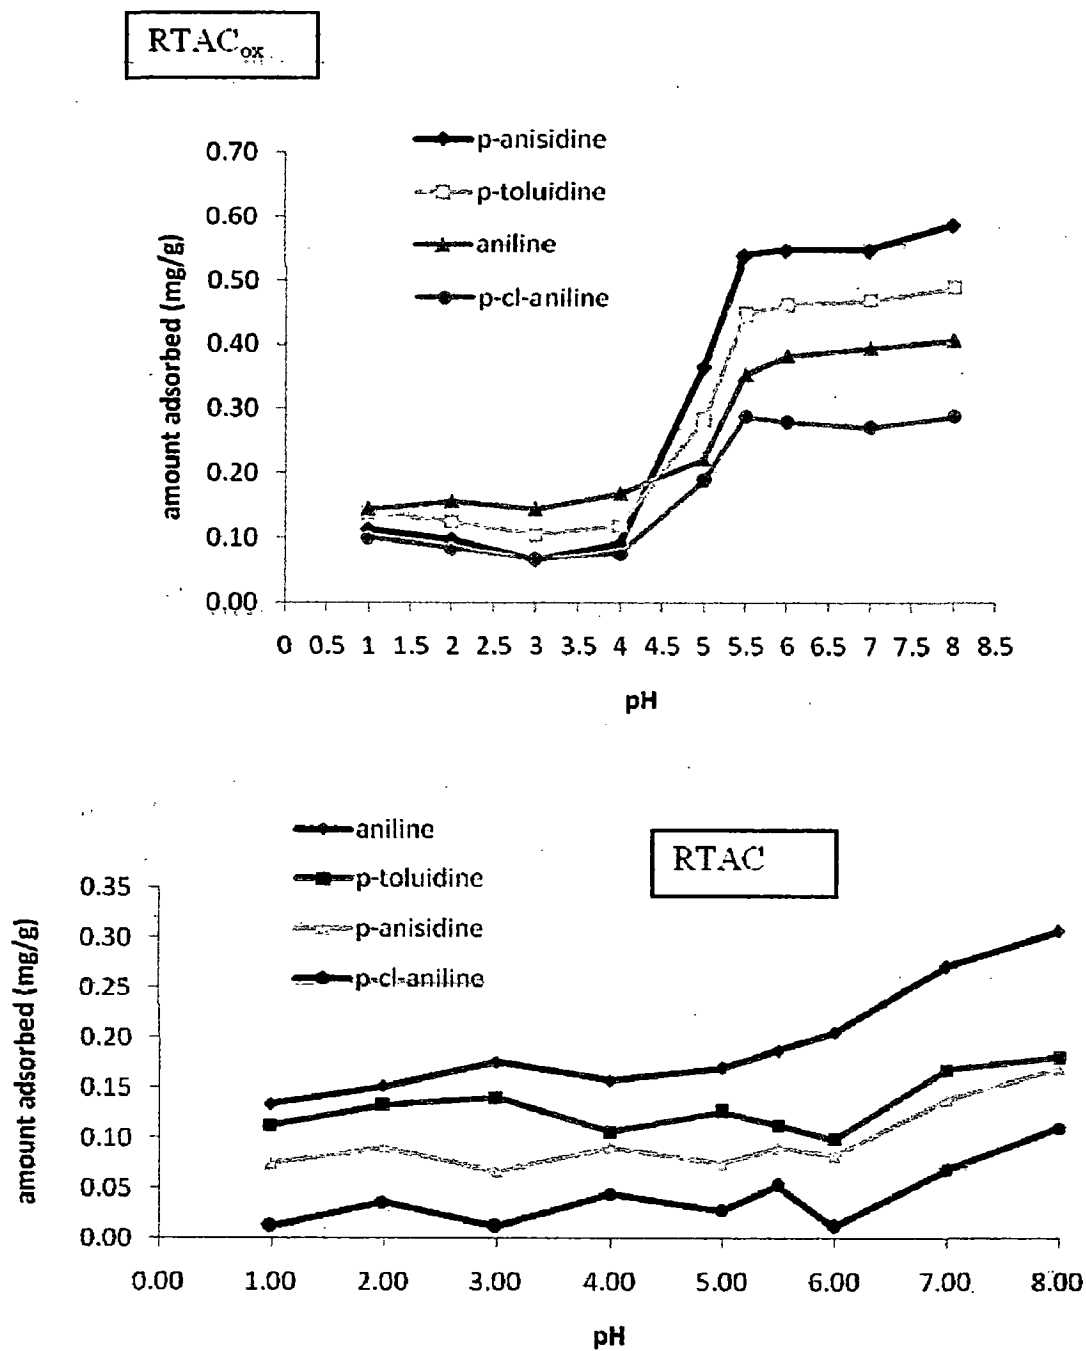 RTACox
p-anisidine
p-toluidine
aniline
p-cl-aniline
0.70
0.60
0.50
0.40
0.30
0.20
0.10
0.00
amount adsorbed (mg/g)
0 0.5 1 1.5 2 2.5 3 3.5 4 4.5 5 5.5 6 6.5 7 7.5 8 8.5
pH
aniline
p-toluidine
p-anisidine
p-cl-aniline
RTAC
0.35
0.30
0.25
0.20
0.15
0.10
0.05
0.00
amount adsorbed (mg/g)
0.00 1.00 2.00 3.00 4.00 5.00 6.00 7.00 8.00
pH